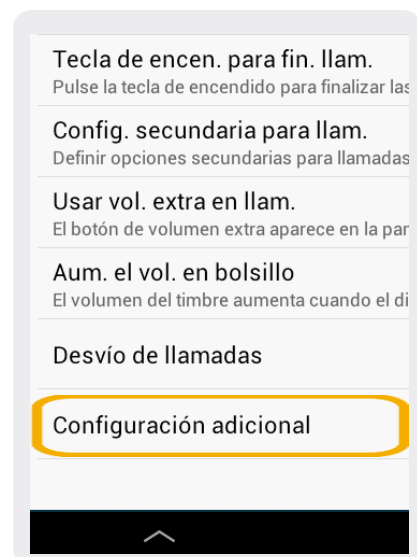 Tecla de encen. para fin. llam.
Pulse la tecla de encendido para finalizar las
Config. secundaria para llam.
Definir opciones secundarias para llamadas
Usar vol. extra en llam.
El botón de volumen extra aparece en la pan
Aum. el vol. en bolsillo
El volumen del timbre aumenta cuando el di
Desvío de llamadas
Configuración adicional